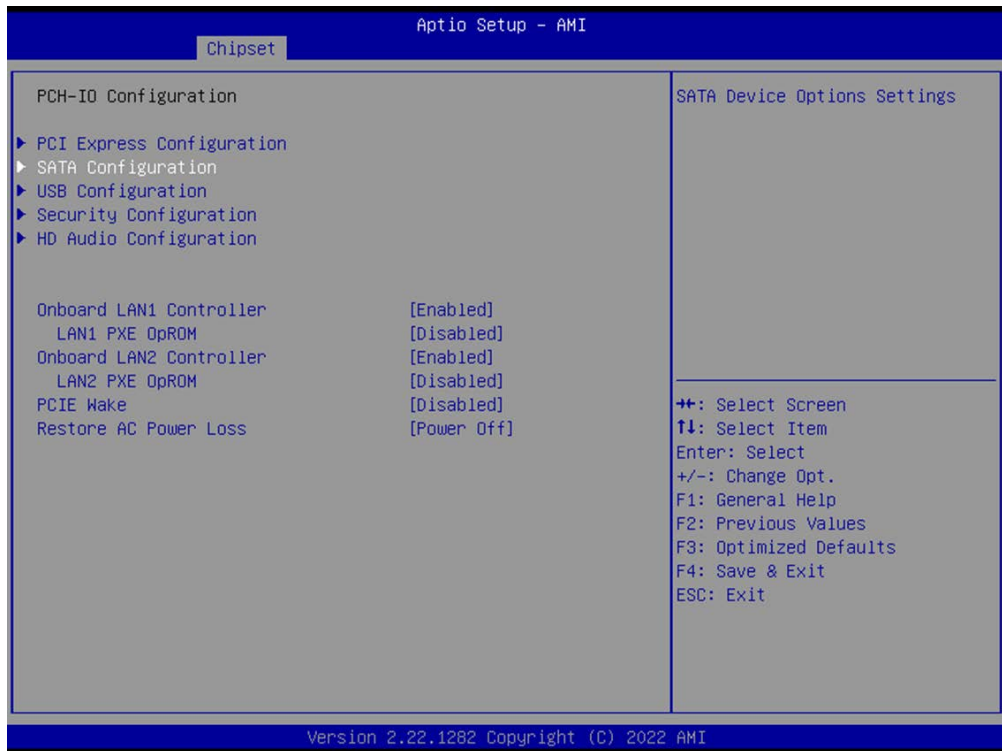 Aptio Setup – AMI
Chipset
PCH-IO Configuration
PCI Express Configuration
SATA Configuration
USB Configuration
Security Configuration
HD Audio Configuration
Onboard LAN1 Controller [Enabled]
LAN1 PXE OpROM [Disabled]
Onboard LAN2 Controller [Enabled]
LAN2 PXE OpROM [Disabled]
PCIE Wake [Disabled]
Restore AC Power Loss [Power Off]
SATA Device Options Settings
→←: Select Screen
↑↓: Select Item
Enter: Select
+/-: Change Opt.
F1: General Help
F2: Previous Values
F3: Optimized Defaults
F4: Save & Exit
ESC: Exit
Version 2.22.1282 Copyright (C) 2022 AMI